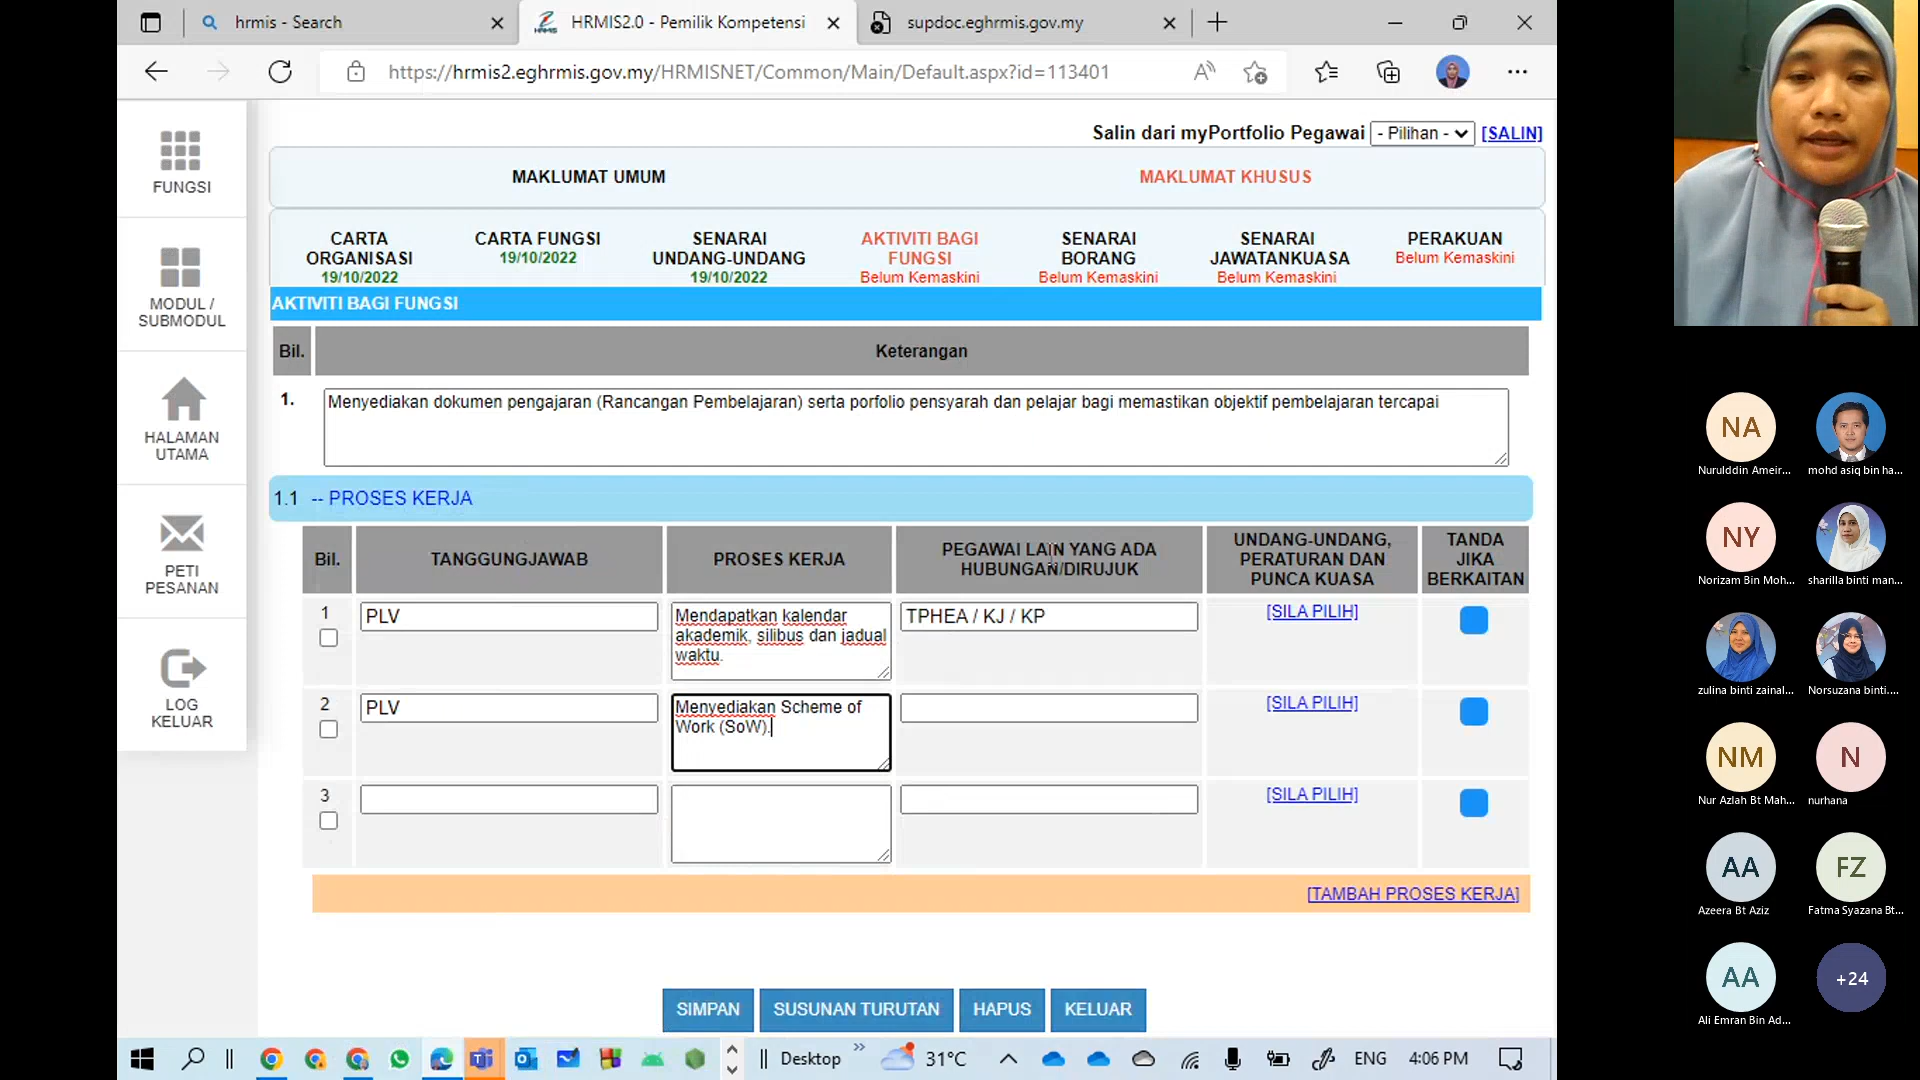 hrmis - Search
HRMIS2.0 - Pemilik Kompetensi
supdoc.eghrmis.gov.my
https://hrmis2.eghrmis.gov.my/HRMISNET/Common/Main/Default.aspx?id=113401
Salin dari myPortfolio Pegawai - Pilihan - [SALIN]
MAKLUMAT UMUM
MAKLUMAT KHUSUS
CARTA ORGANISASI
19/10/2022
CARTA FUNGSI
19/10/2022
SENARAI UNDANG-UNDANG
19/10/2022
AKTIVITI BAGI FUNGSI
Belum Kemaskini
SENARAI BORANG
Belum Kemaskini
SENARAI JAWATANKUASA
Belum Kemaskini
PERAKUAN
Belum Kemaskini
AKTIVITI BAGI FUNGSI
Bil. Keterangan
1. Menyediakan dokumen pengajaran (Rancangan Pembelajaran) serta porfolio pensyarah dan pelajar bagi memastikan objektif pembelajaran tercapai
1.1 -- PROSES KERJA
Bil.
TANGGUNGJAWAB
PROSES KERJA
PEGAWAI LAIN YANG ADA
HUBUNGAN/DIRUJUK
UNDANG-UNDANG,
PERATURAN DAN
PUNCA KUASA
TANDA
JIKA
BERKAITAN
1
PLV
Mendapatkan kalendar
akademik, silibus dan jadual
waktu.
TPHEA / KJ / KP
[SILA PILIH]
2
PLV
Menyediakan Scheme of
Work (SoW).
[SILA PILIH]
3
[SILA PILIH]
[TAMBAH PROSES KERJA]
SIMPAN
SUSUNAN TURUTAN
HAPUS
KELUAR
FUNGSI
MODUL /
SUBMODUL
HALAMAN
UTAMA
PETI
PESANAN
LOG
KELUAR
Desktop
31°C
ENG
4:06 PM
NA
Nurulddin Ameir...
mohd asiq bin ha...
NY
Norizam Bin Moh...
sharilla binti man...
zulina binti zainal...
Norsuzana binti....
NM
Nur Azlah Bt Mah...
N
nurhana
AA
Azeera Bt Aziz
FZ
Fatma Syazana Bt...
AA
Ali Emran Bin Ad...
+24